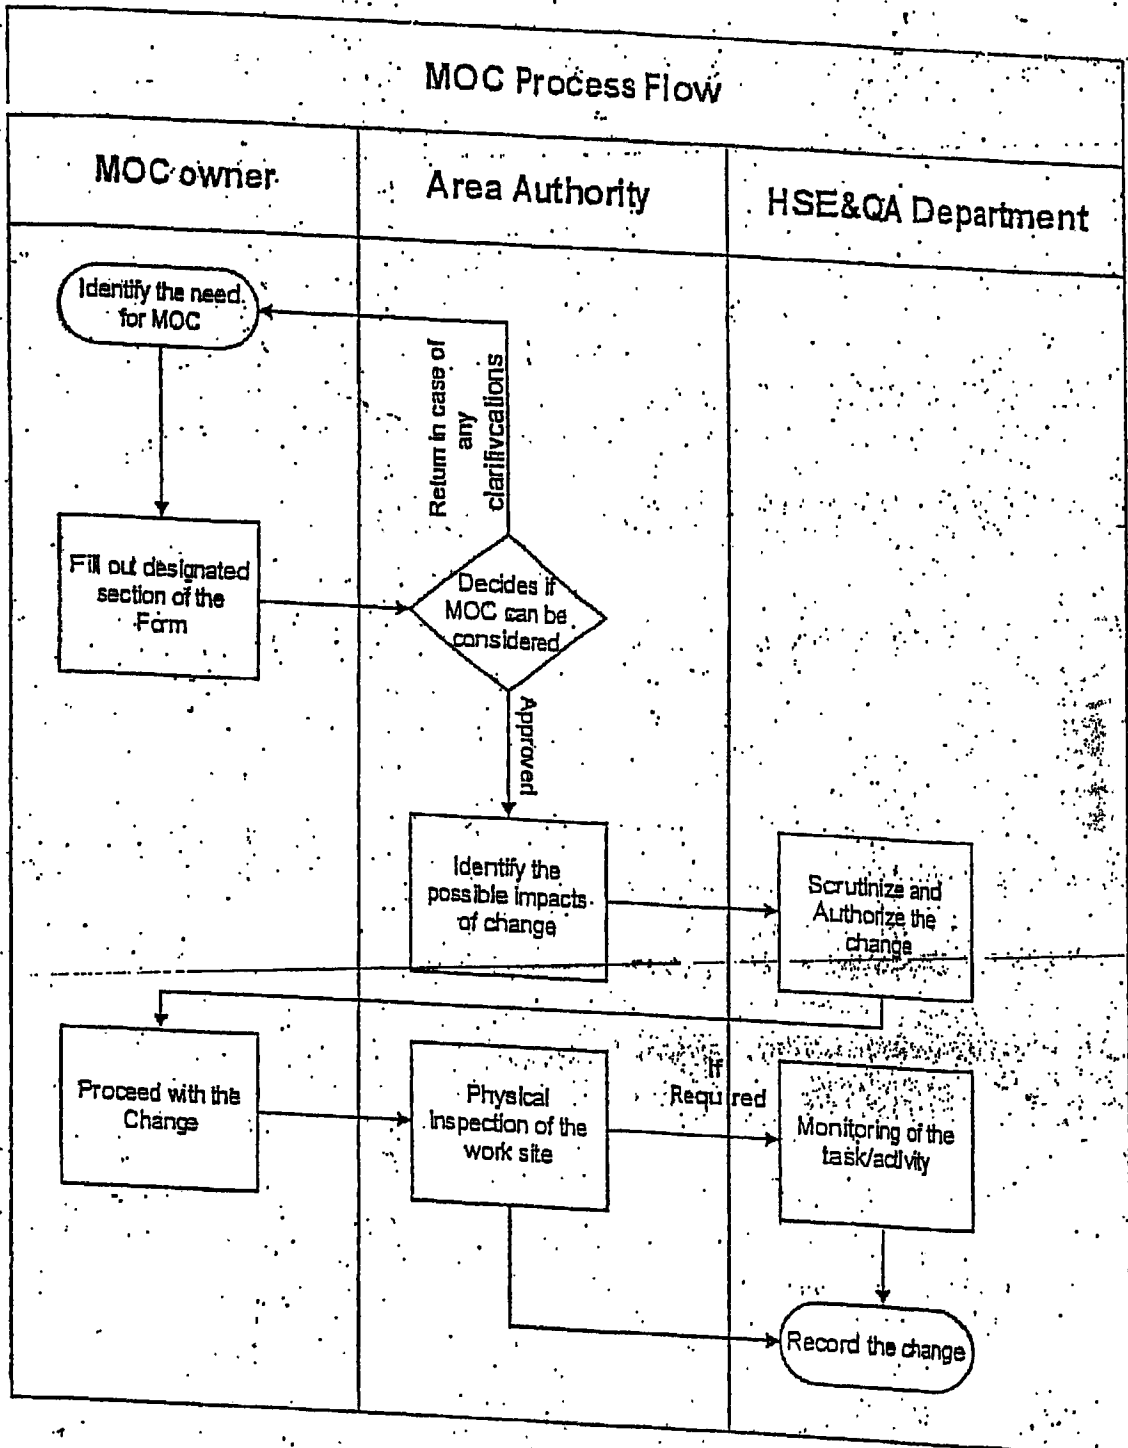 MOC Process Flow
MOC owner
Area Authority
HSE&QA Department
Identify the need
for MOC
Return in case of
any
clarifivcations
Fill out designated
section of the
Form
Decides if
MOC can be
considered
Approved
Identify the
possible impacts
of change
Scrutinize and
Authorize the
change
Proceed with the
Change
Physical
Inspection of the
work site
If
Required
Monitoring of the
task/activity
Record the change